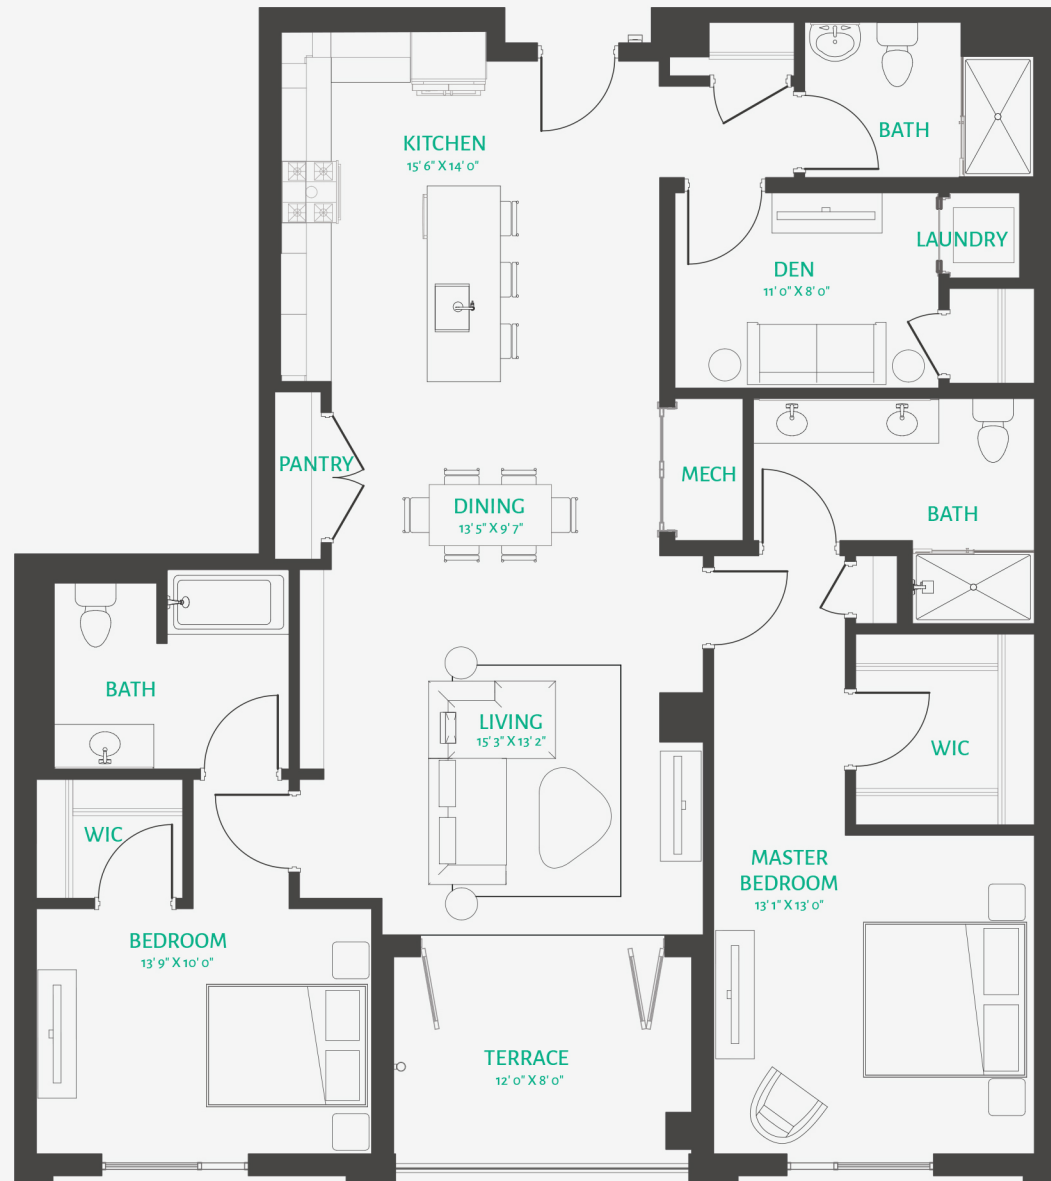 BATH
KITCHEN
15' 6" X 14' 0"
LAUNDRY
DEN
11' 0" X 8' 0"
PANTRY
MECH
DINING
13' 5" X 9' 7"
BATH
BATH
LIVING
15' 3" X 13' 2"
WIC
WIC
MASTER
BEDROOM
13' 1" X 13' 0"
BEDROOM
13' 9" X 10' 0"
TERRACE
12' 0" X 8' 0"